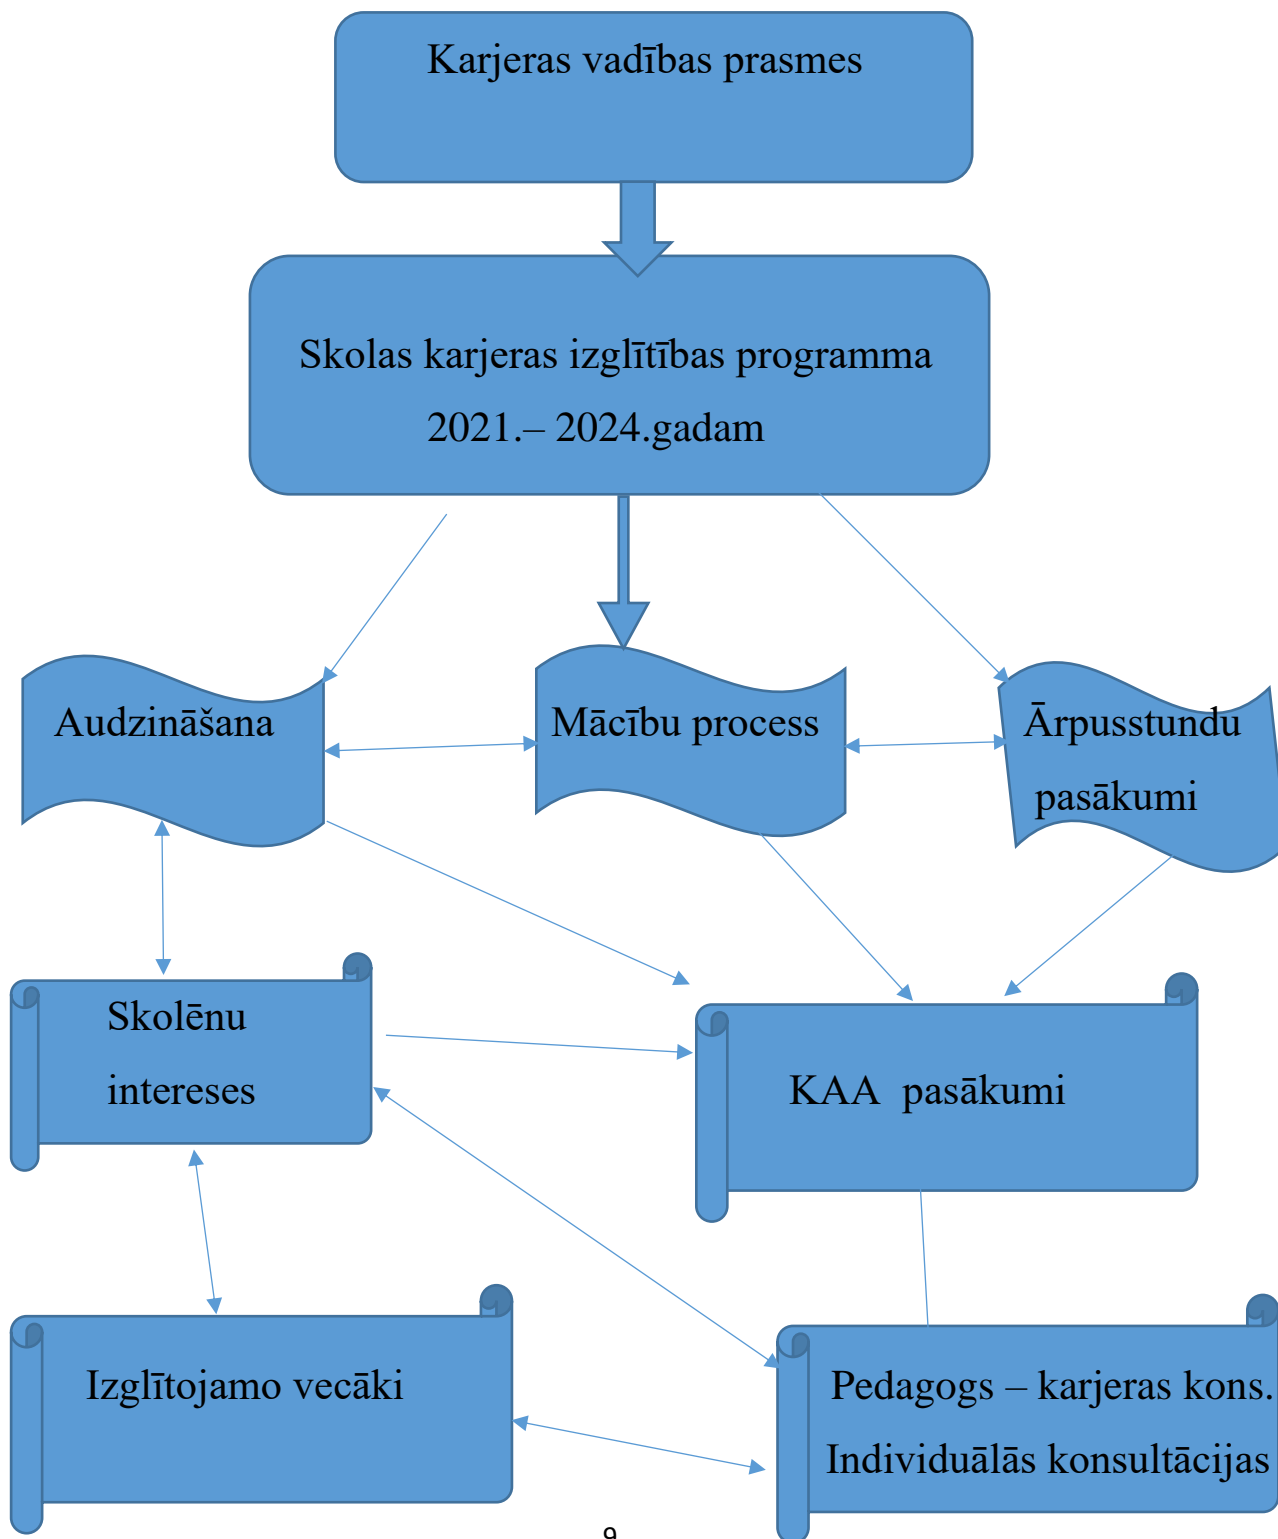 Karjeras vadības prasmes
Skolas karjeras izglītības programma
2021.– 2024.gadam
Audzināšana
Mācību process
Ārpusstundu
pasākumi
Skolēnu
intereses
KAA  pasākumi
Izglītojamo vecāki
Pedagogs – karjeras kons.
Individuālās konsultācijas
9